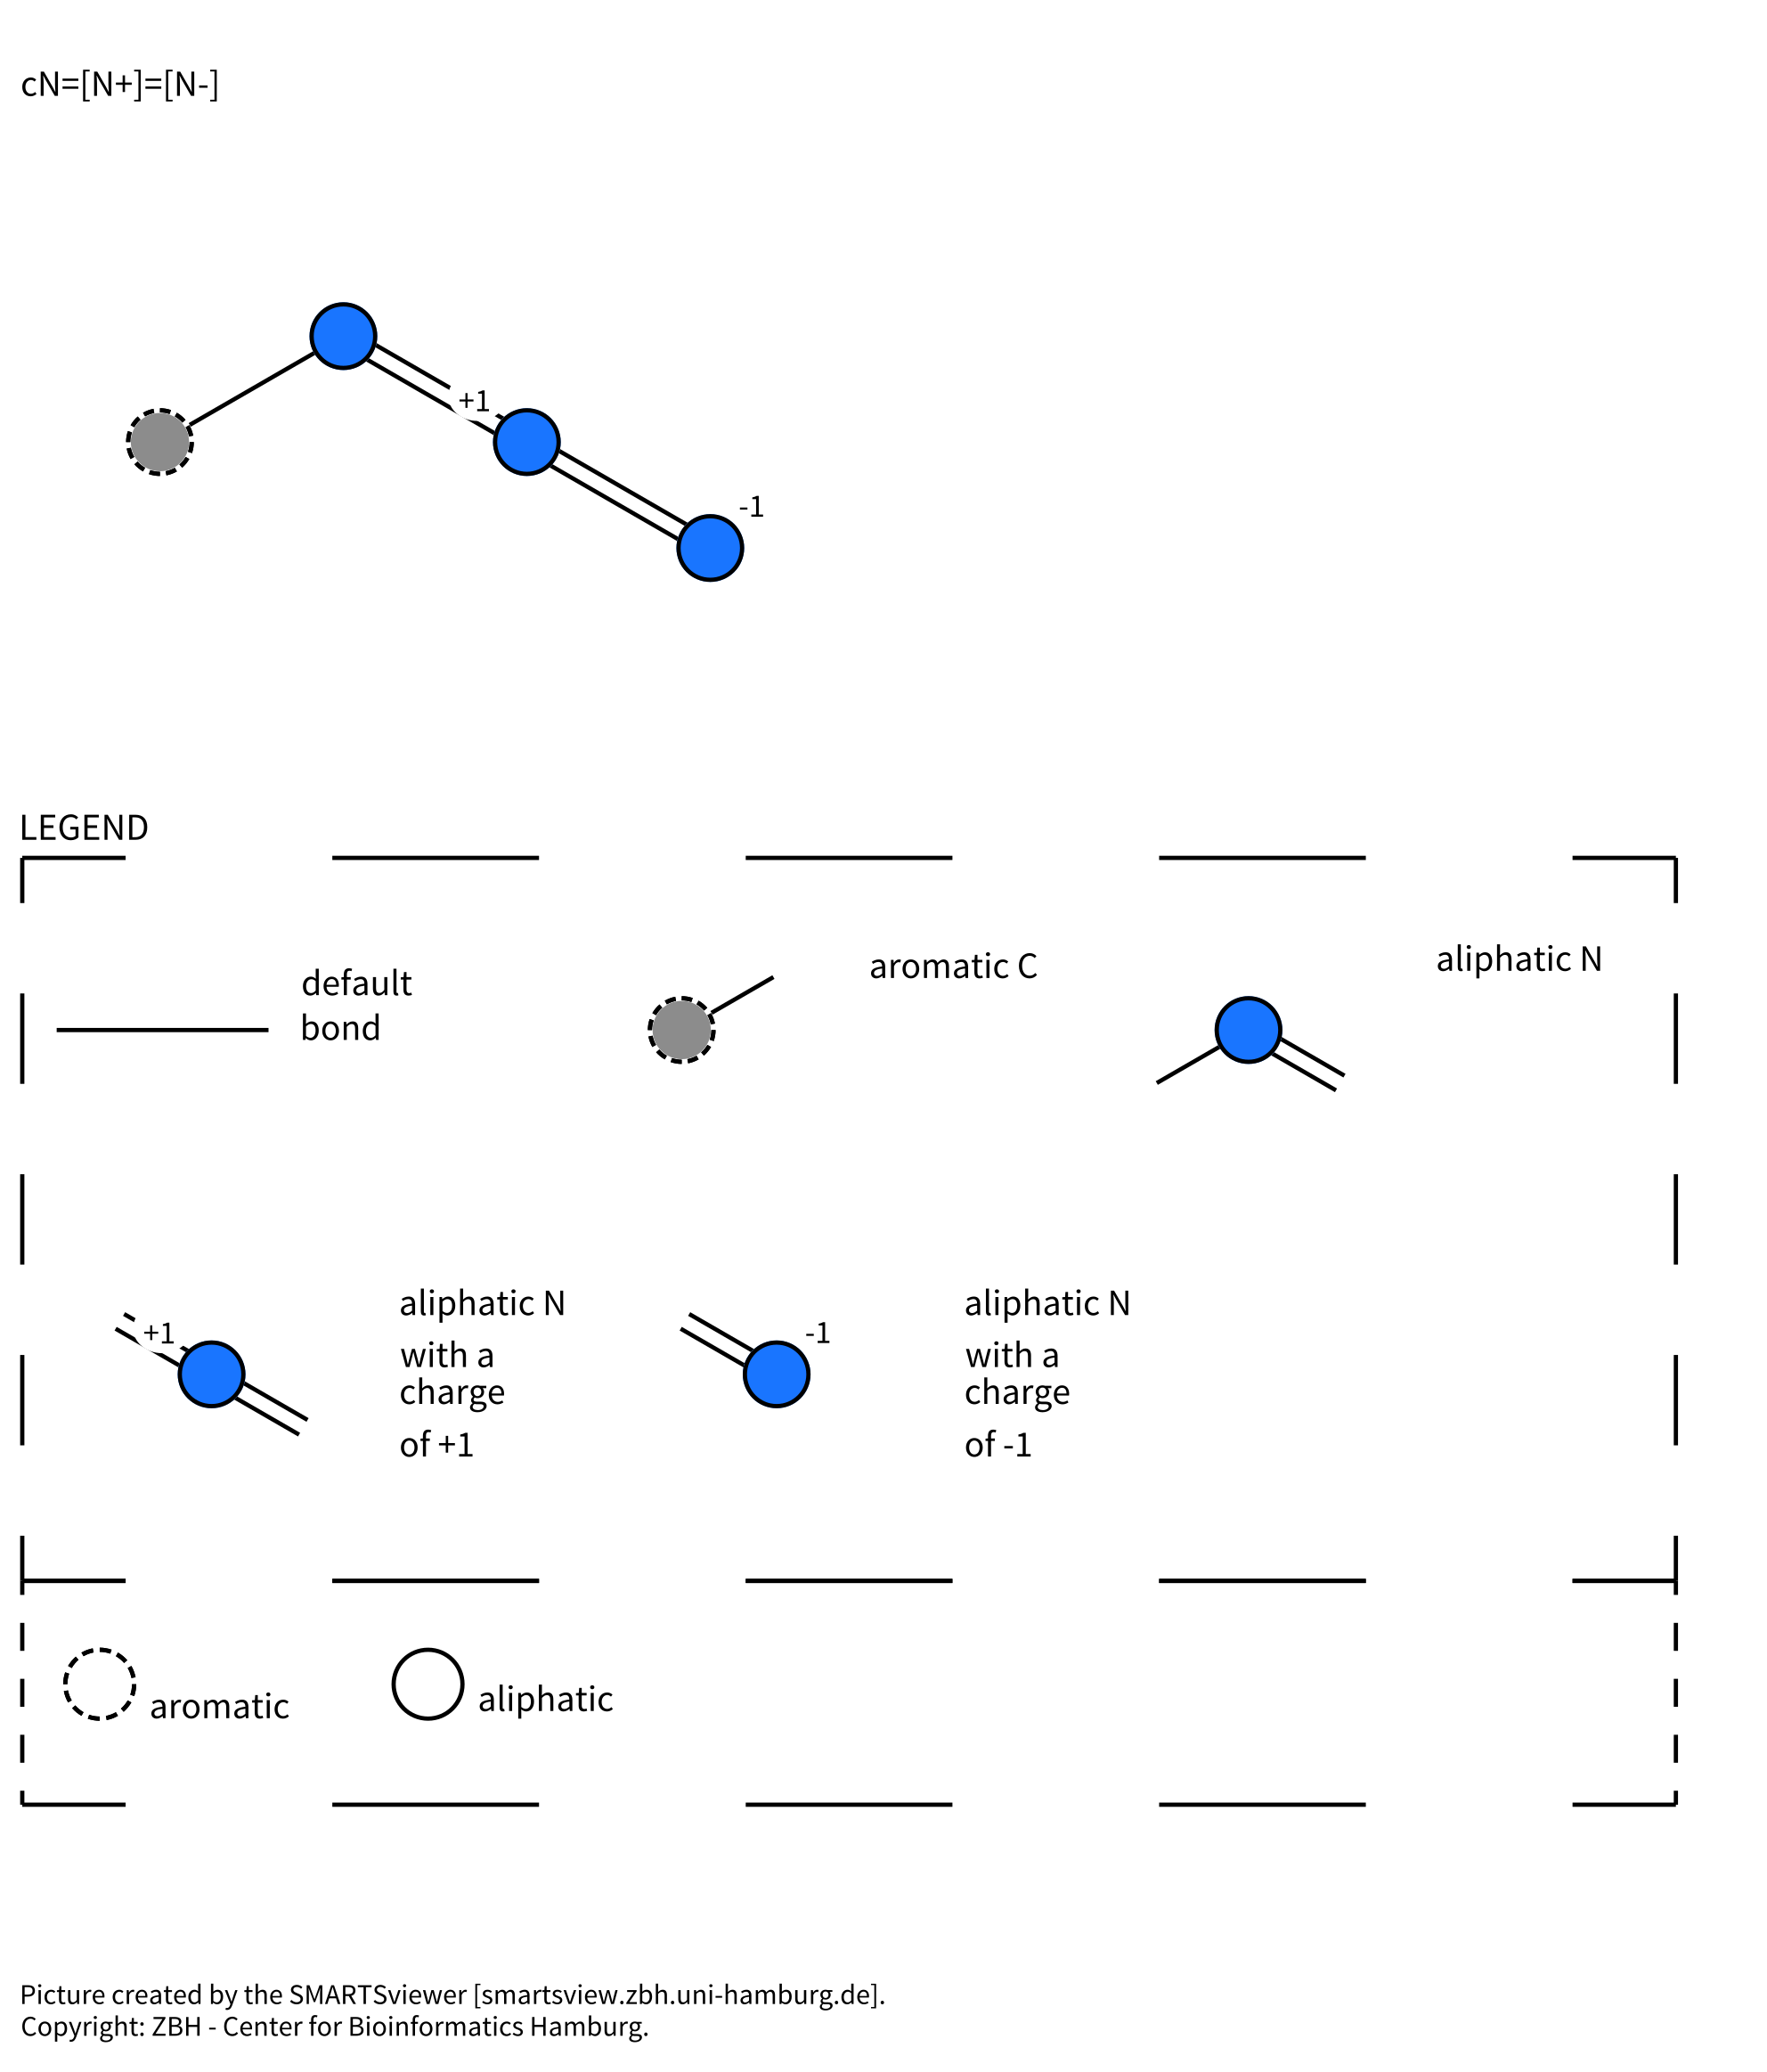 cN=[N+]=[N-]
+1
-1
LEGEND
default
bond
aromatic C
aliphatic N
+1
aliphatic N
with a
charge
of +1
-1
aliphatic N
with a
charge
of -1
aromatic
aliphatic
Picture created by the SMARTSviewer [smartsview.zbh.uni-hamburg.de].
Copyright: ZBH - Center for Bioinformatics Hamburg.